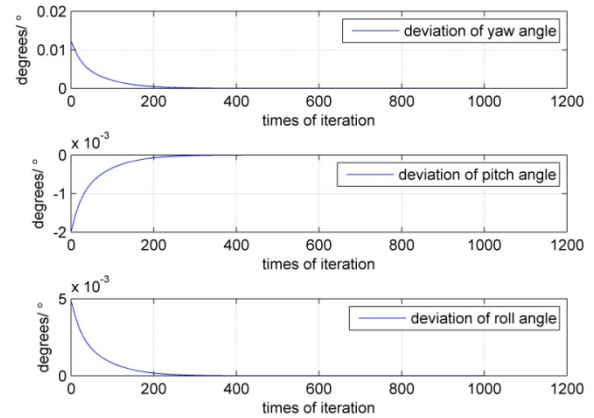 0.02
0.01
0
degrees/ °
deviation of yaw angle
0 200 400 600 800 1000 1200
times of iteration
x 10-3
0
-1
-2
degrees/ °
deviation of pitch angle
0 200 400 600 800 1000 1200
times of iteration
x 10-3
5
0
degrees/ °
deviation of roll angle
0 200 400 600 800 1000 1200
times of iteration